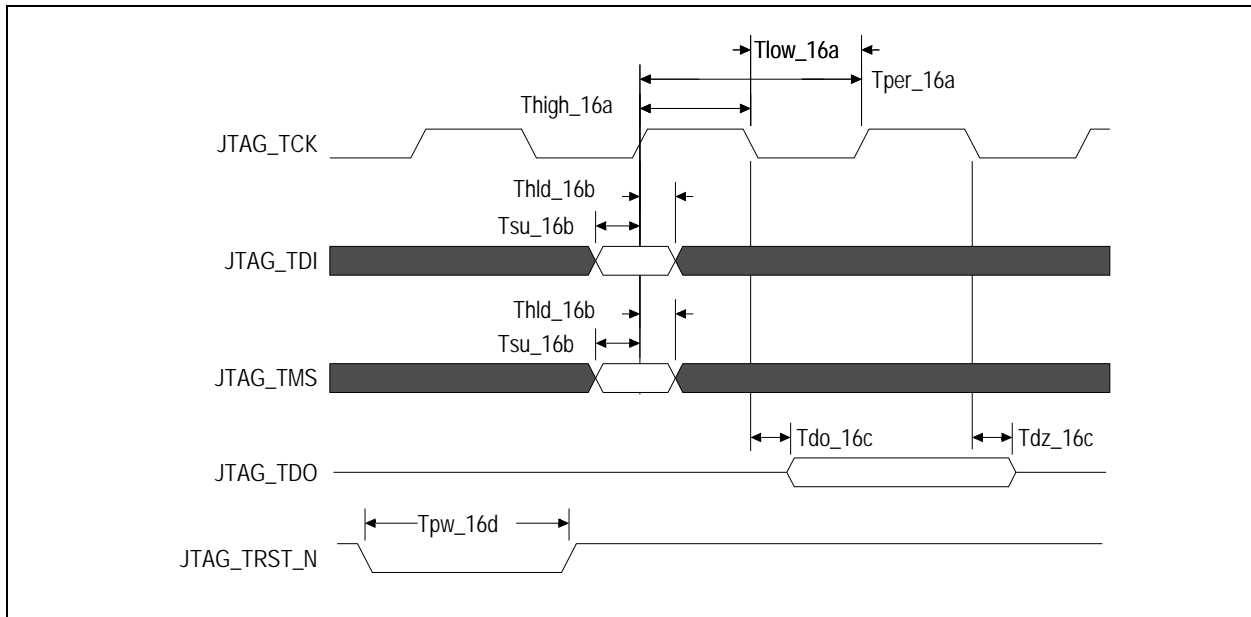 Tlow_16a
Tper_16a
Thigh_16a
JTAG_TCK
Thld_16b
Tsu_16b
JTAG_TDI
Thld_16b
Tsu_16b
JTAG_TMS
Tdo_16c
Tdz_16c
JTAG_TDO
Tpw_16d
JTAG_TRST_N